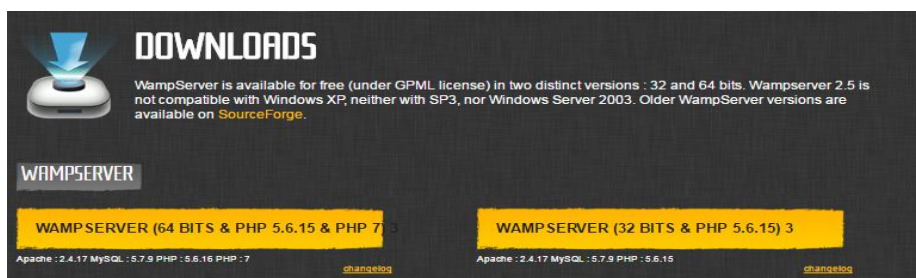 DOWNLOADS
WampServer is available for free (under GPML license) in two distinct versions : 32 and 64 bits. Wampserver 2.5 is
not compatible with Windows XP, neither with SP3, nor Windows Server 2003. Older WampServer versions are
available on SourceForge.
WAMPSERVER
WAMPSERVER (64 BITS & PHP 5.6.15 & PHP 7) 3
Apache : 2.4.17 MySQL : 5.7.9 PHP : 5.6.16 PHP : 7
changelog
WAMPSERVER (32 BITS & PHP 5.6.15) 3
Apache : 2.4.17 MySQL : 5.7.9 PHP : 5.6.15
changelog